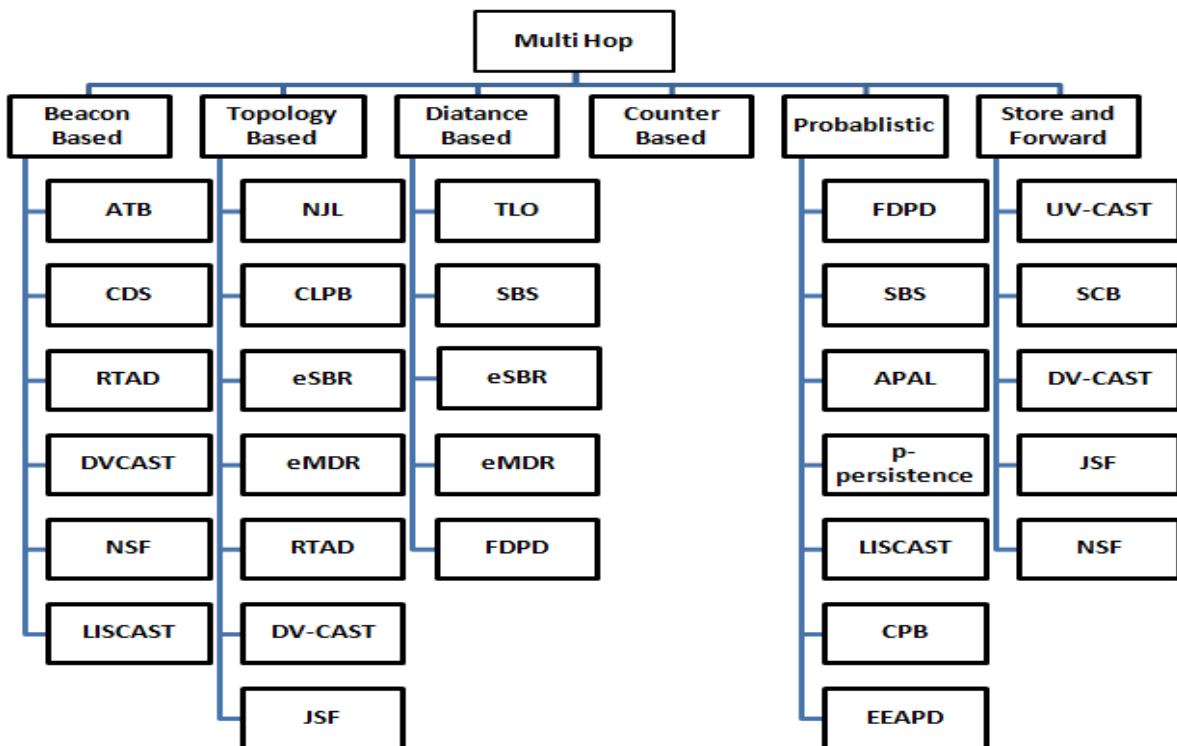 Multi Hop
Beacon
Based
Topology
Based
Diatance
Based
Counter
Based
Probablistic
Store and
Forward
ATB
CDS
RTAD
DVCAST
NSF
LISCAST
NJL
CLPB
eSBR
eMDR
RTAD
DV-CAST
JSF
TLO
SBS
eSBR
eMDR
FDPD
FDPD
SBS
APAL
p-
persistence
LISCAST
CPB
EEAPD
UV-CAST
SCB
DV-CAST
JSF
NSF